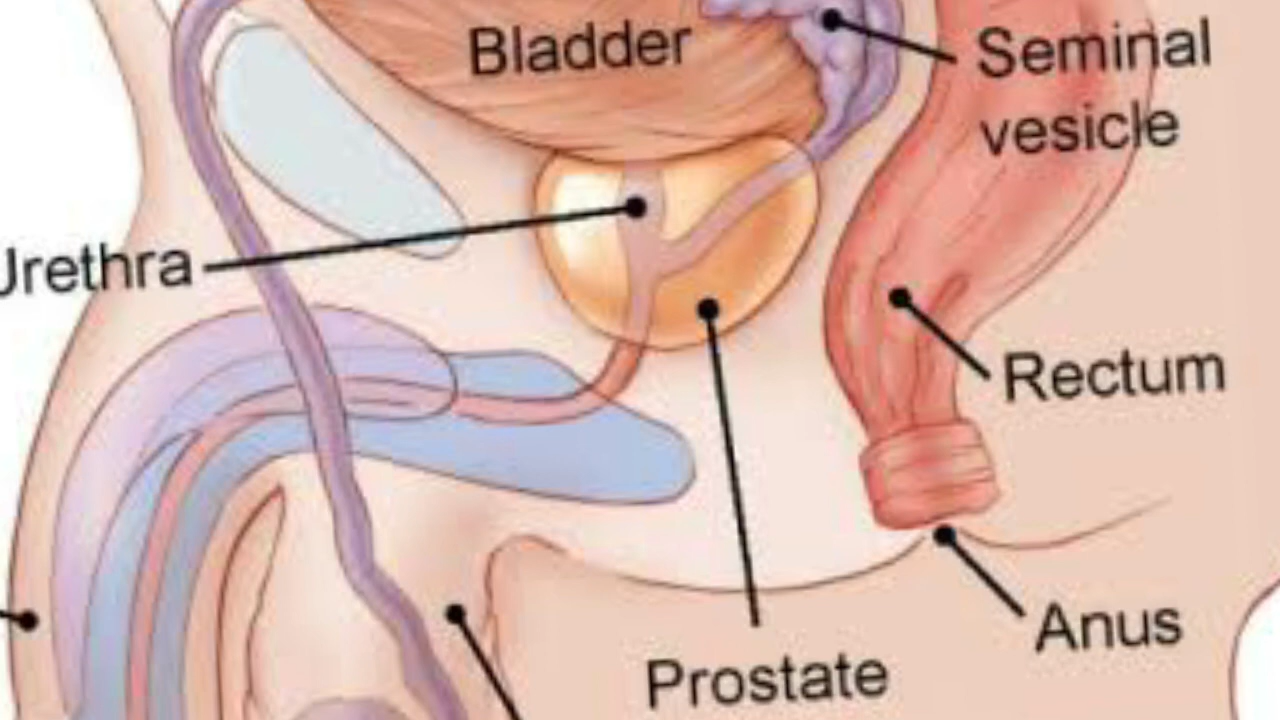 Bladder
Seminal
vesicle
Urethra
Rectum
Anus
Prostate